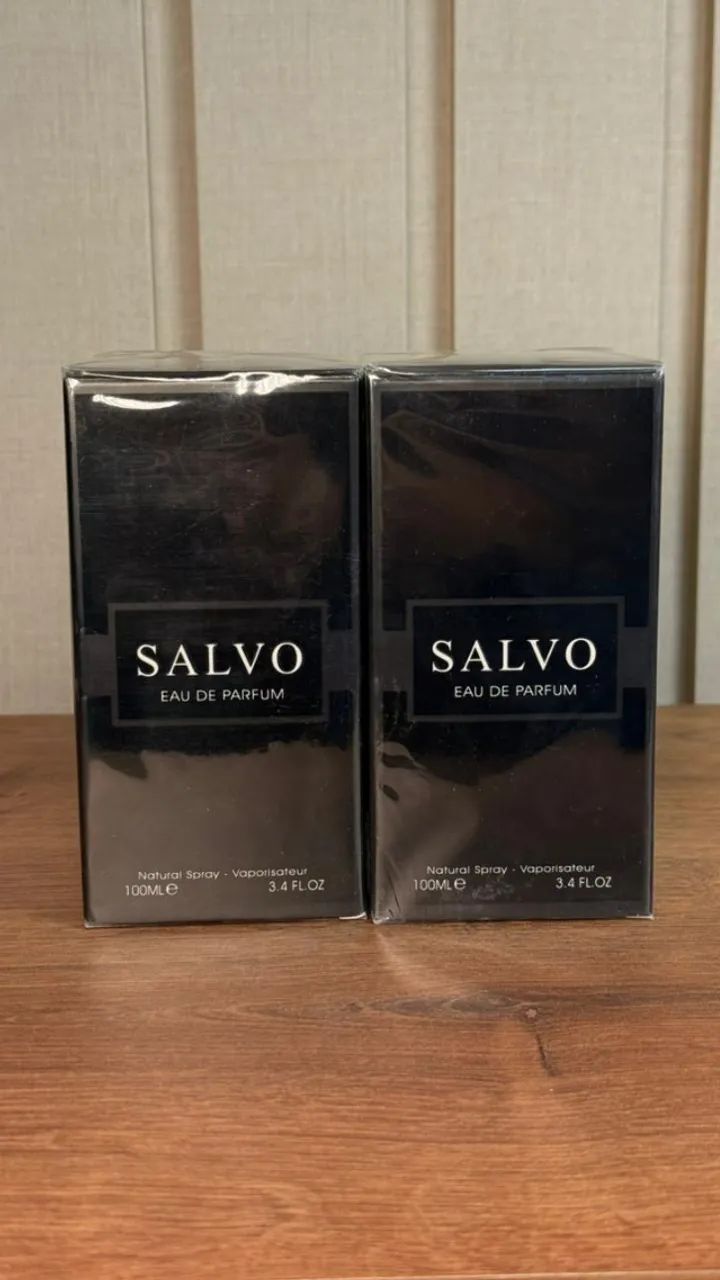 SALVO
EAU DE PARFUM
Natural Spray - Vaporisateur
100ML℮ 3.4 FL.OZ
SALVO
EAU DE PARFUM
Natural Spray - Vaporisateur
100ML℮ 3.4 FL.OZ